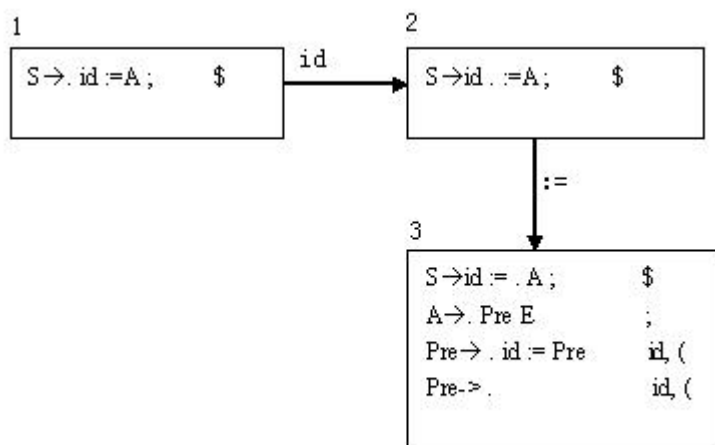 1
S→. id :=A ; $
id
2
S→id . :=A ; $
:=
3
S→id := . A ; $
A→. Pre E ;
Pre→ . id := Pre id, (
Pre-> . id, (